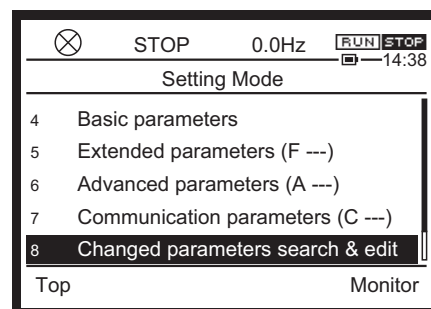 STOP 0.0Hz RUN STOP
14:38
Setting Mode
4 Basic parameters
5 Extended parameters (F ---)
6 Advanced parameters (A ---)
7 Communication parameters (C ---)
8 Changed parameters search & edit
Top Monitor